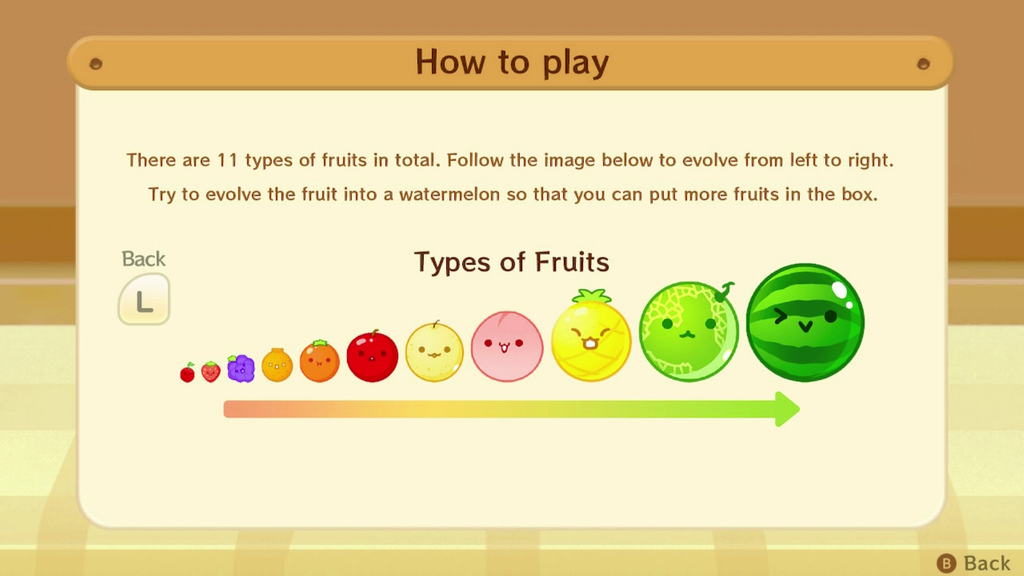 How to play
There are 11 types of fruits in total. Follow the image below to evolve from left to right.
Try to evolve the fruit into a watermelon so that you can put more fruits in the box.
Back
L
Types of Fruits
B Back